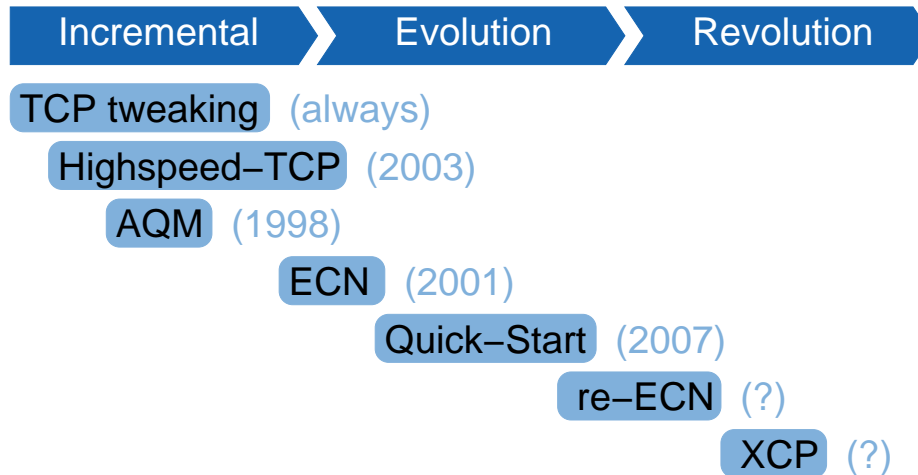 Incremental Evolution Revolution
TCP tweaking (always)
Highspeed−TCP (2003)
AQM (1998)
ECN (2001)
Quick−Start (2007)
re−ECN (?)
XCP (?)